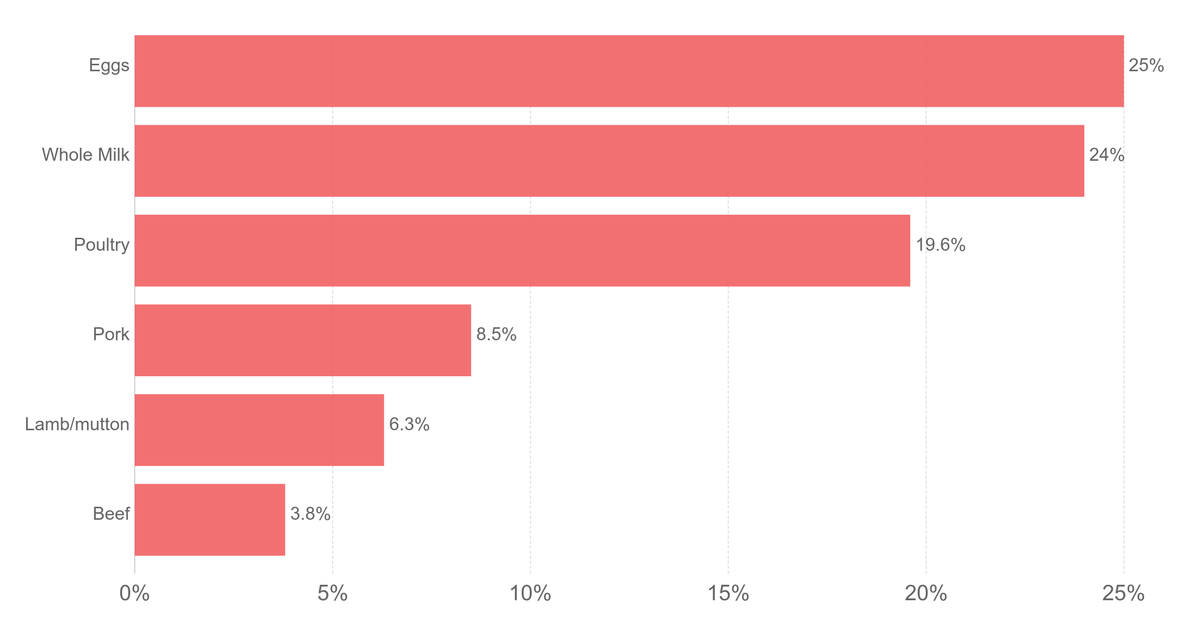 Eggs 25%
Whole Milk 24%
Poultry 19.6%
Pork 8.5%
Lamb/mutton 6.3%
Beef 3.8%
0% 5% 10% 15% 20% 25%